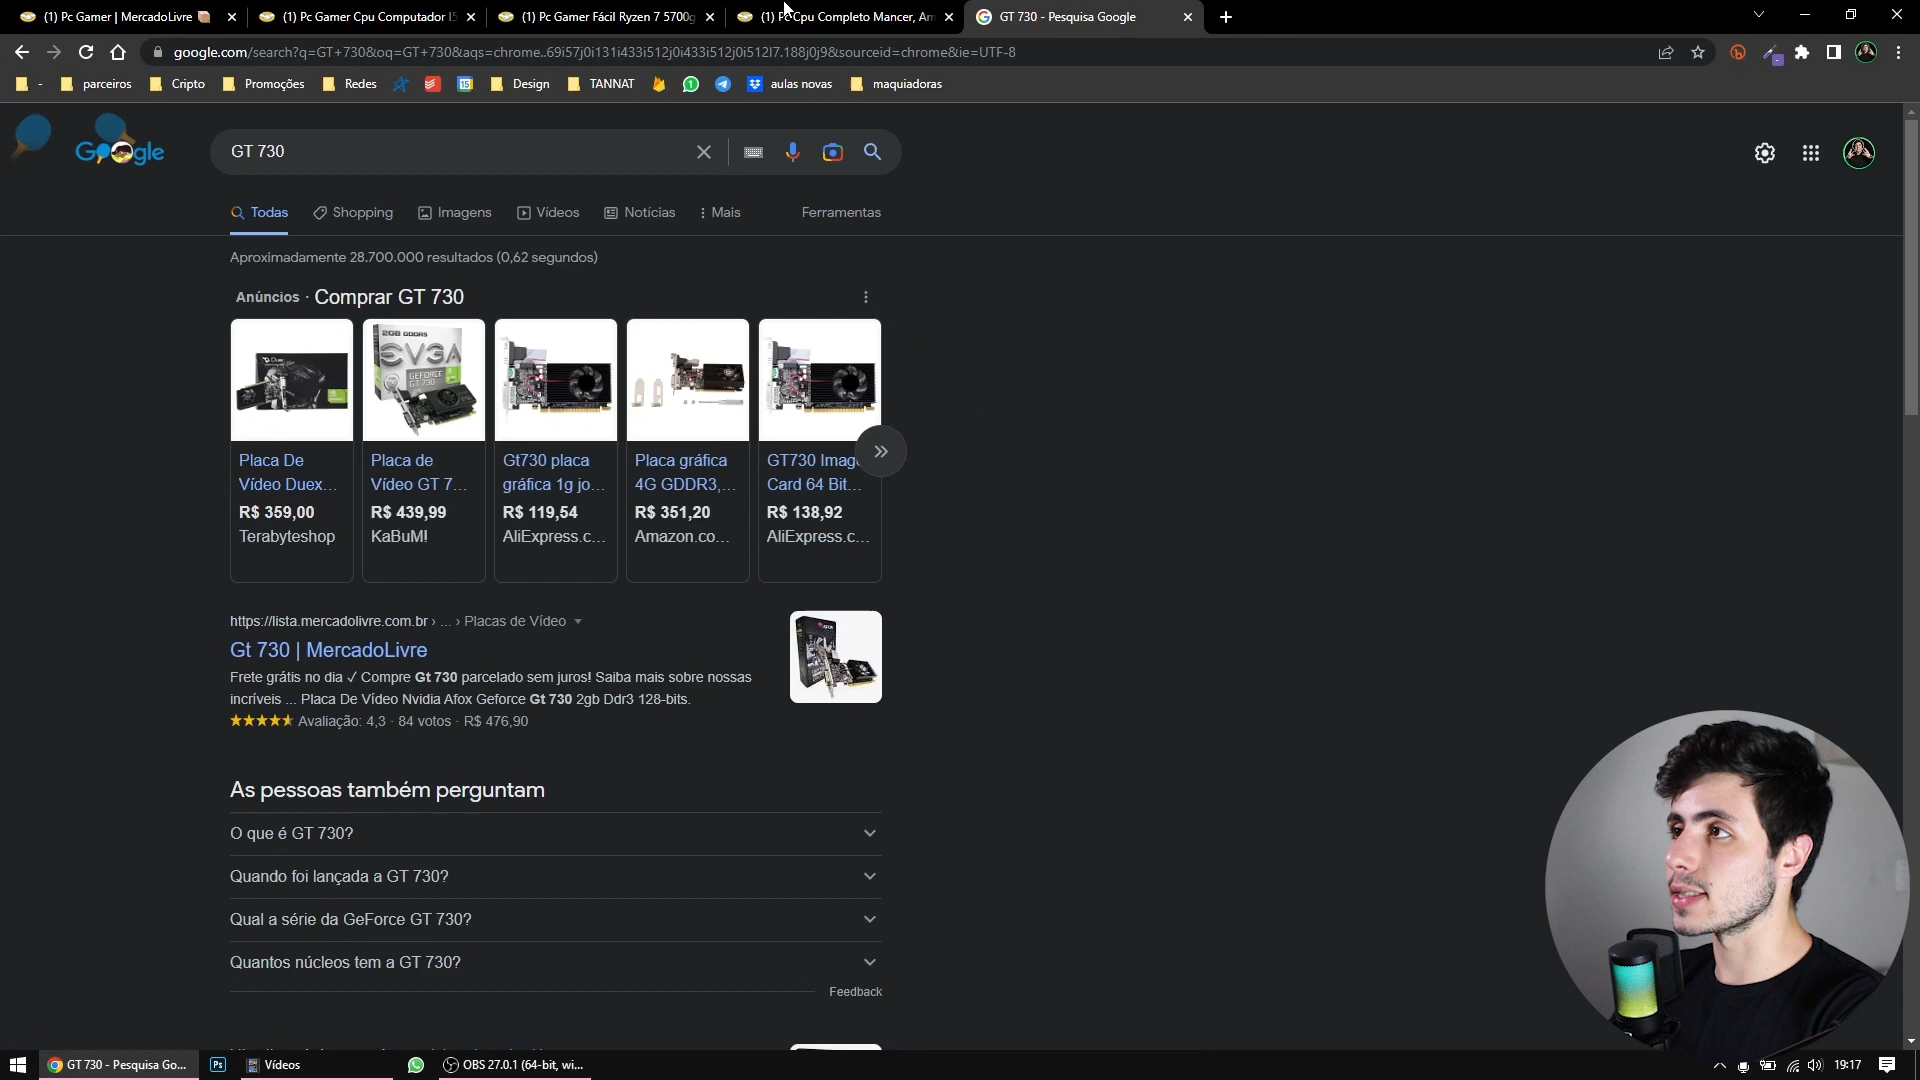 (1) Pc Gamer | MercadoLivre
(1) Pc Gamer Cpu Computador I5
(1) Pc Gamer Fácil Ryzen 7 5700g
(1) Pc Cpu Completo Mancer, Am
GT 730 - Pesquisa Google
google.com/search?q=GT+730&oq=GT+730&aqs=chrome..69i57j0i131i433i512j0i433i512j0i512l7.188j0j9&sourceid=chrome&ie=UTF-8
-
parceiros
Cripto
Promoções
Redes
15
Design
TANNAT
aulas novas
maquiadoras
Google
GT 730
Todas
Shopping
Imagens
Vídeos
Notícias
Mais
Ferramentas
Aproximadamente 28.700.000 resultados (0,62 segundos)
Anúncios · Comprar GT 730
2GB GDDR5
EVGA
GEFORCE
GT 730
Placa De
Vídeo Duex...
R$ 359,00
Terabyteshop
Placa de
Vídeo GT 7...
R$ 439,99
KaBuM!
Gt730 placa
gráfica 1g jo...
R$ 119,54
AliExpress.c...
Placa gráfica
4G GDDR3,...
R$ 351,20
Amazon.co...
GT730 Imag
Card 64 Bit...
R$ 138,92
AliExpress.c...
https://lista.mercadolivre.com.br › ... › Placas de Vídeo
Gt 730 | MercadoLivre
Frete grátis no dia ✓ Compre Gt 730 parcelado sem juros! Saiba mais sobre nossas
incríveis ... Placa De Vídeo Nvidia Afox Geforce Gt 730 2gb Ddr3 128-bits.
Avaliação: 4,3 · 84 votos · R$ 476,90
As pessoas também perguntam
O que é GT 730?
Quando foi lançada a GT 730?
Qual a série da GeForce GT 730?
Quantos núcleos tem a GT 730?
Feedback
GT 730 - Pesquisa Go...
Ps
Vídeos
OBS 27.0.1 (64-bit, wi...
19:17